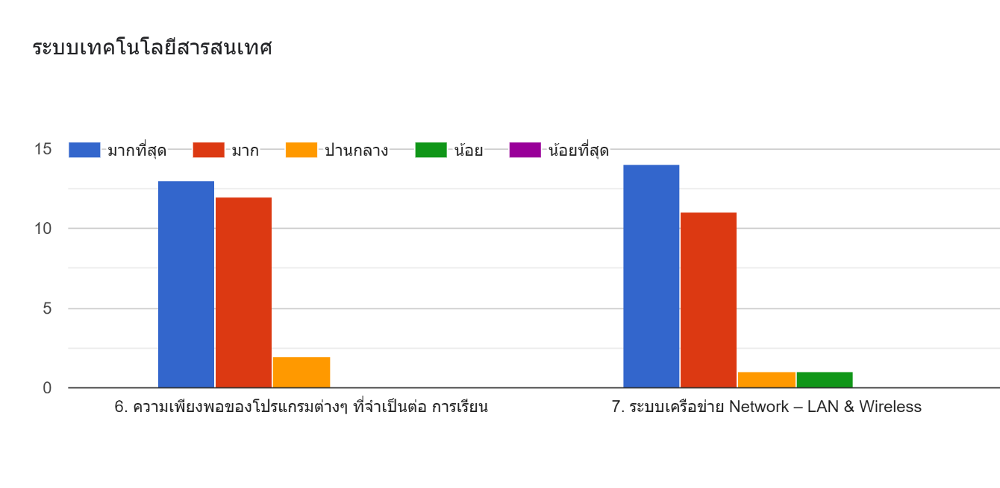 ระบบเทคโนโลยีสารสนเทศ
15 มากที่สุด มาก ปานกลาง น้อย น้อยที่สุด
10
5
0
6. ความเพียงพอของโปรแกรมต่างๆ ที่จำเป็นต่อ การเรียน 7. ระบบเครือข่าย Network – LAN & Wireless